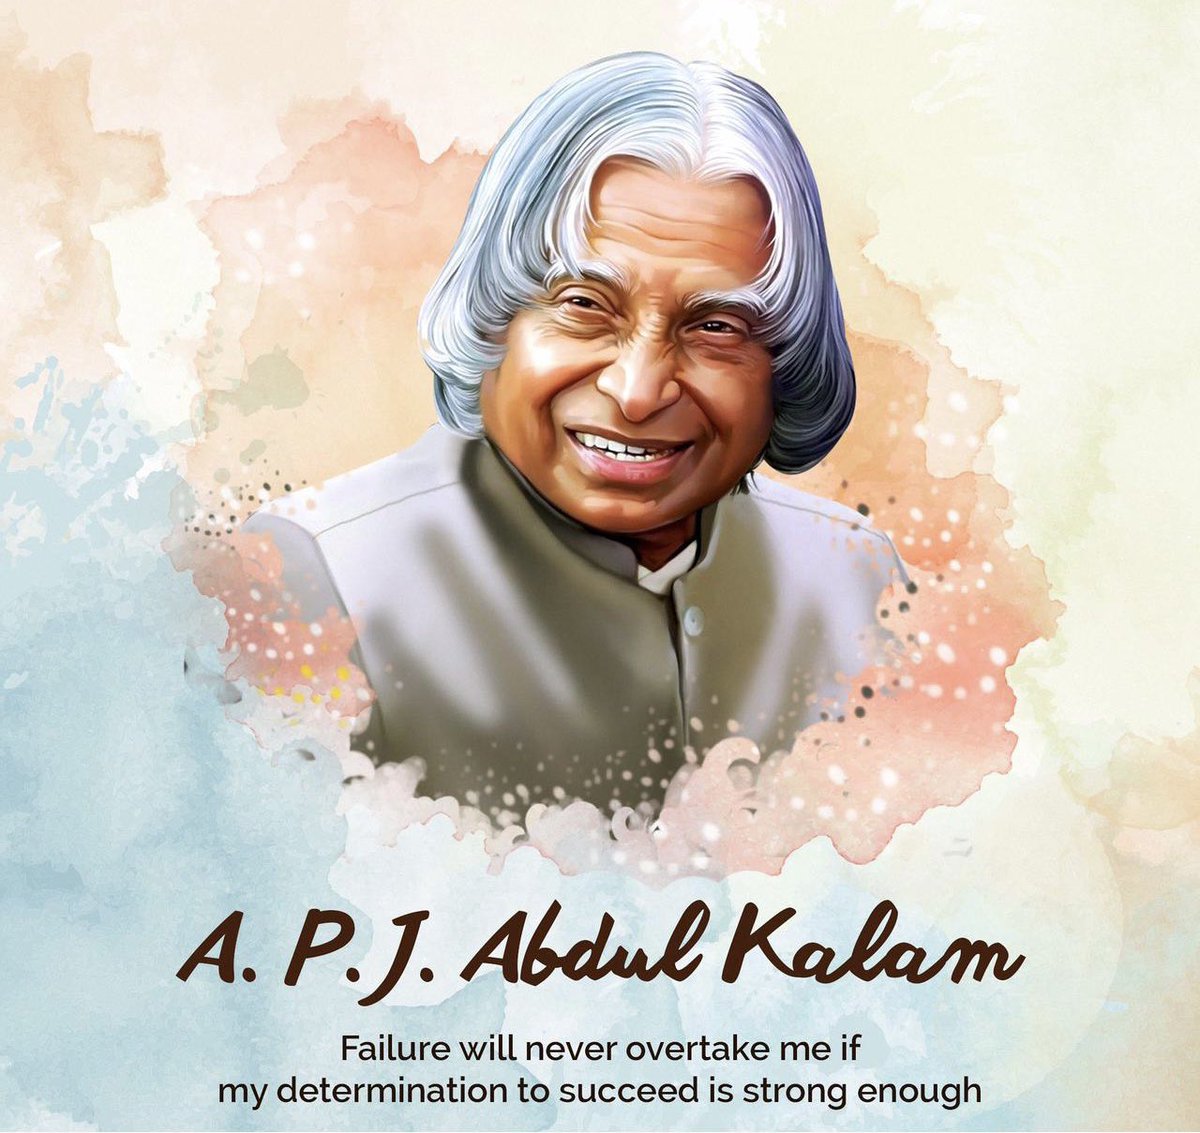 A. P. J. Abdul Kalam
Failure will never overtake me if
my determination to succeed is strong enough